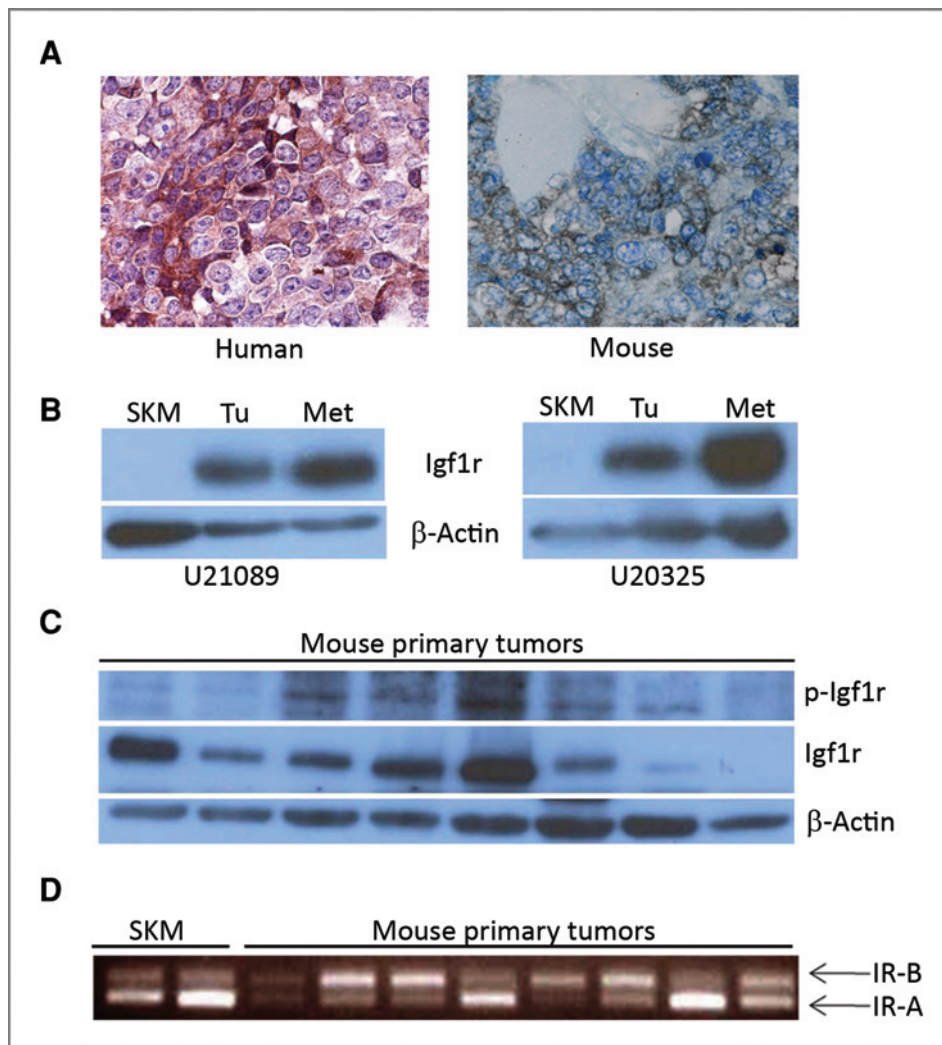 A
Human Mouse
B
SKM Tu Met SKM Tu Met
Igf1r
β-Actin
U21089 U20325
C
Mouse primary tumors
p-Igf1r
Igf1r
β-Actin
D
SKM Mouse primary tumors
IR-B
IR-A